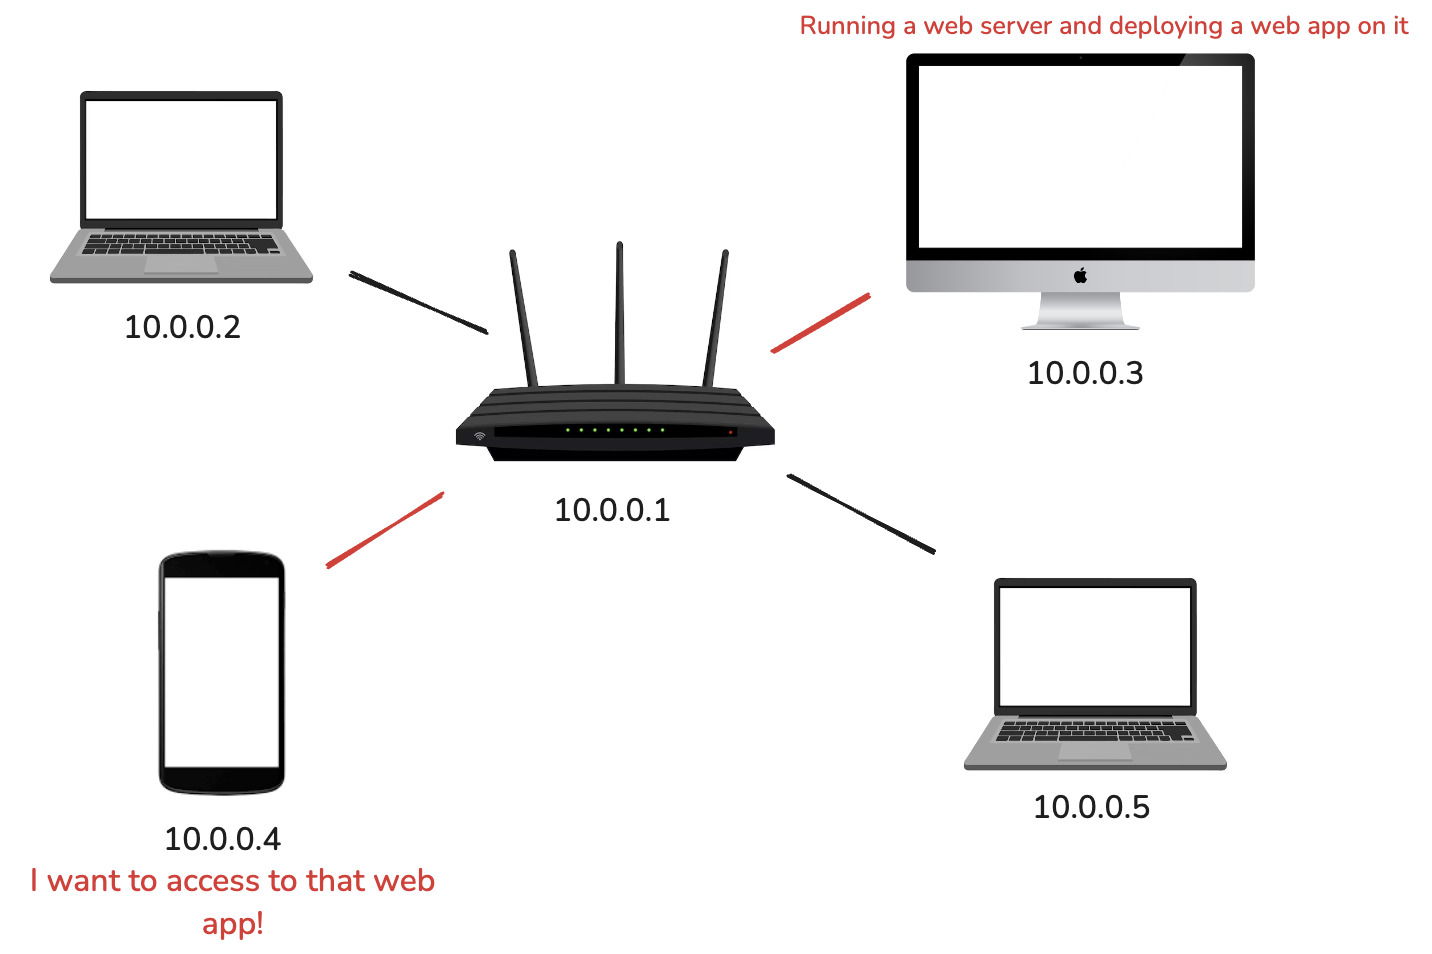 Running a web server and deploying a web app on it
10.0.0.2
10.0.0.3
10.0.0.1
10.0.0.4
I want to access to that web
app!
10.0.0.5